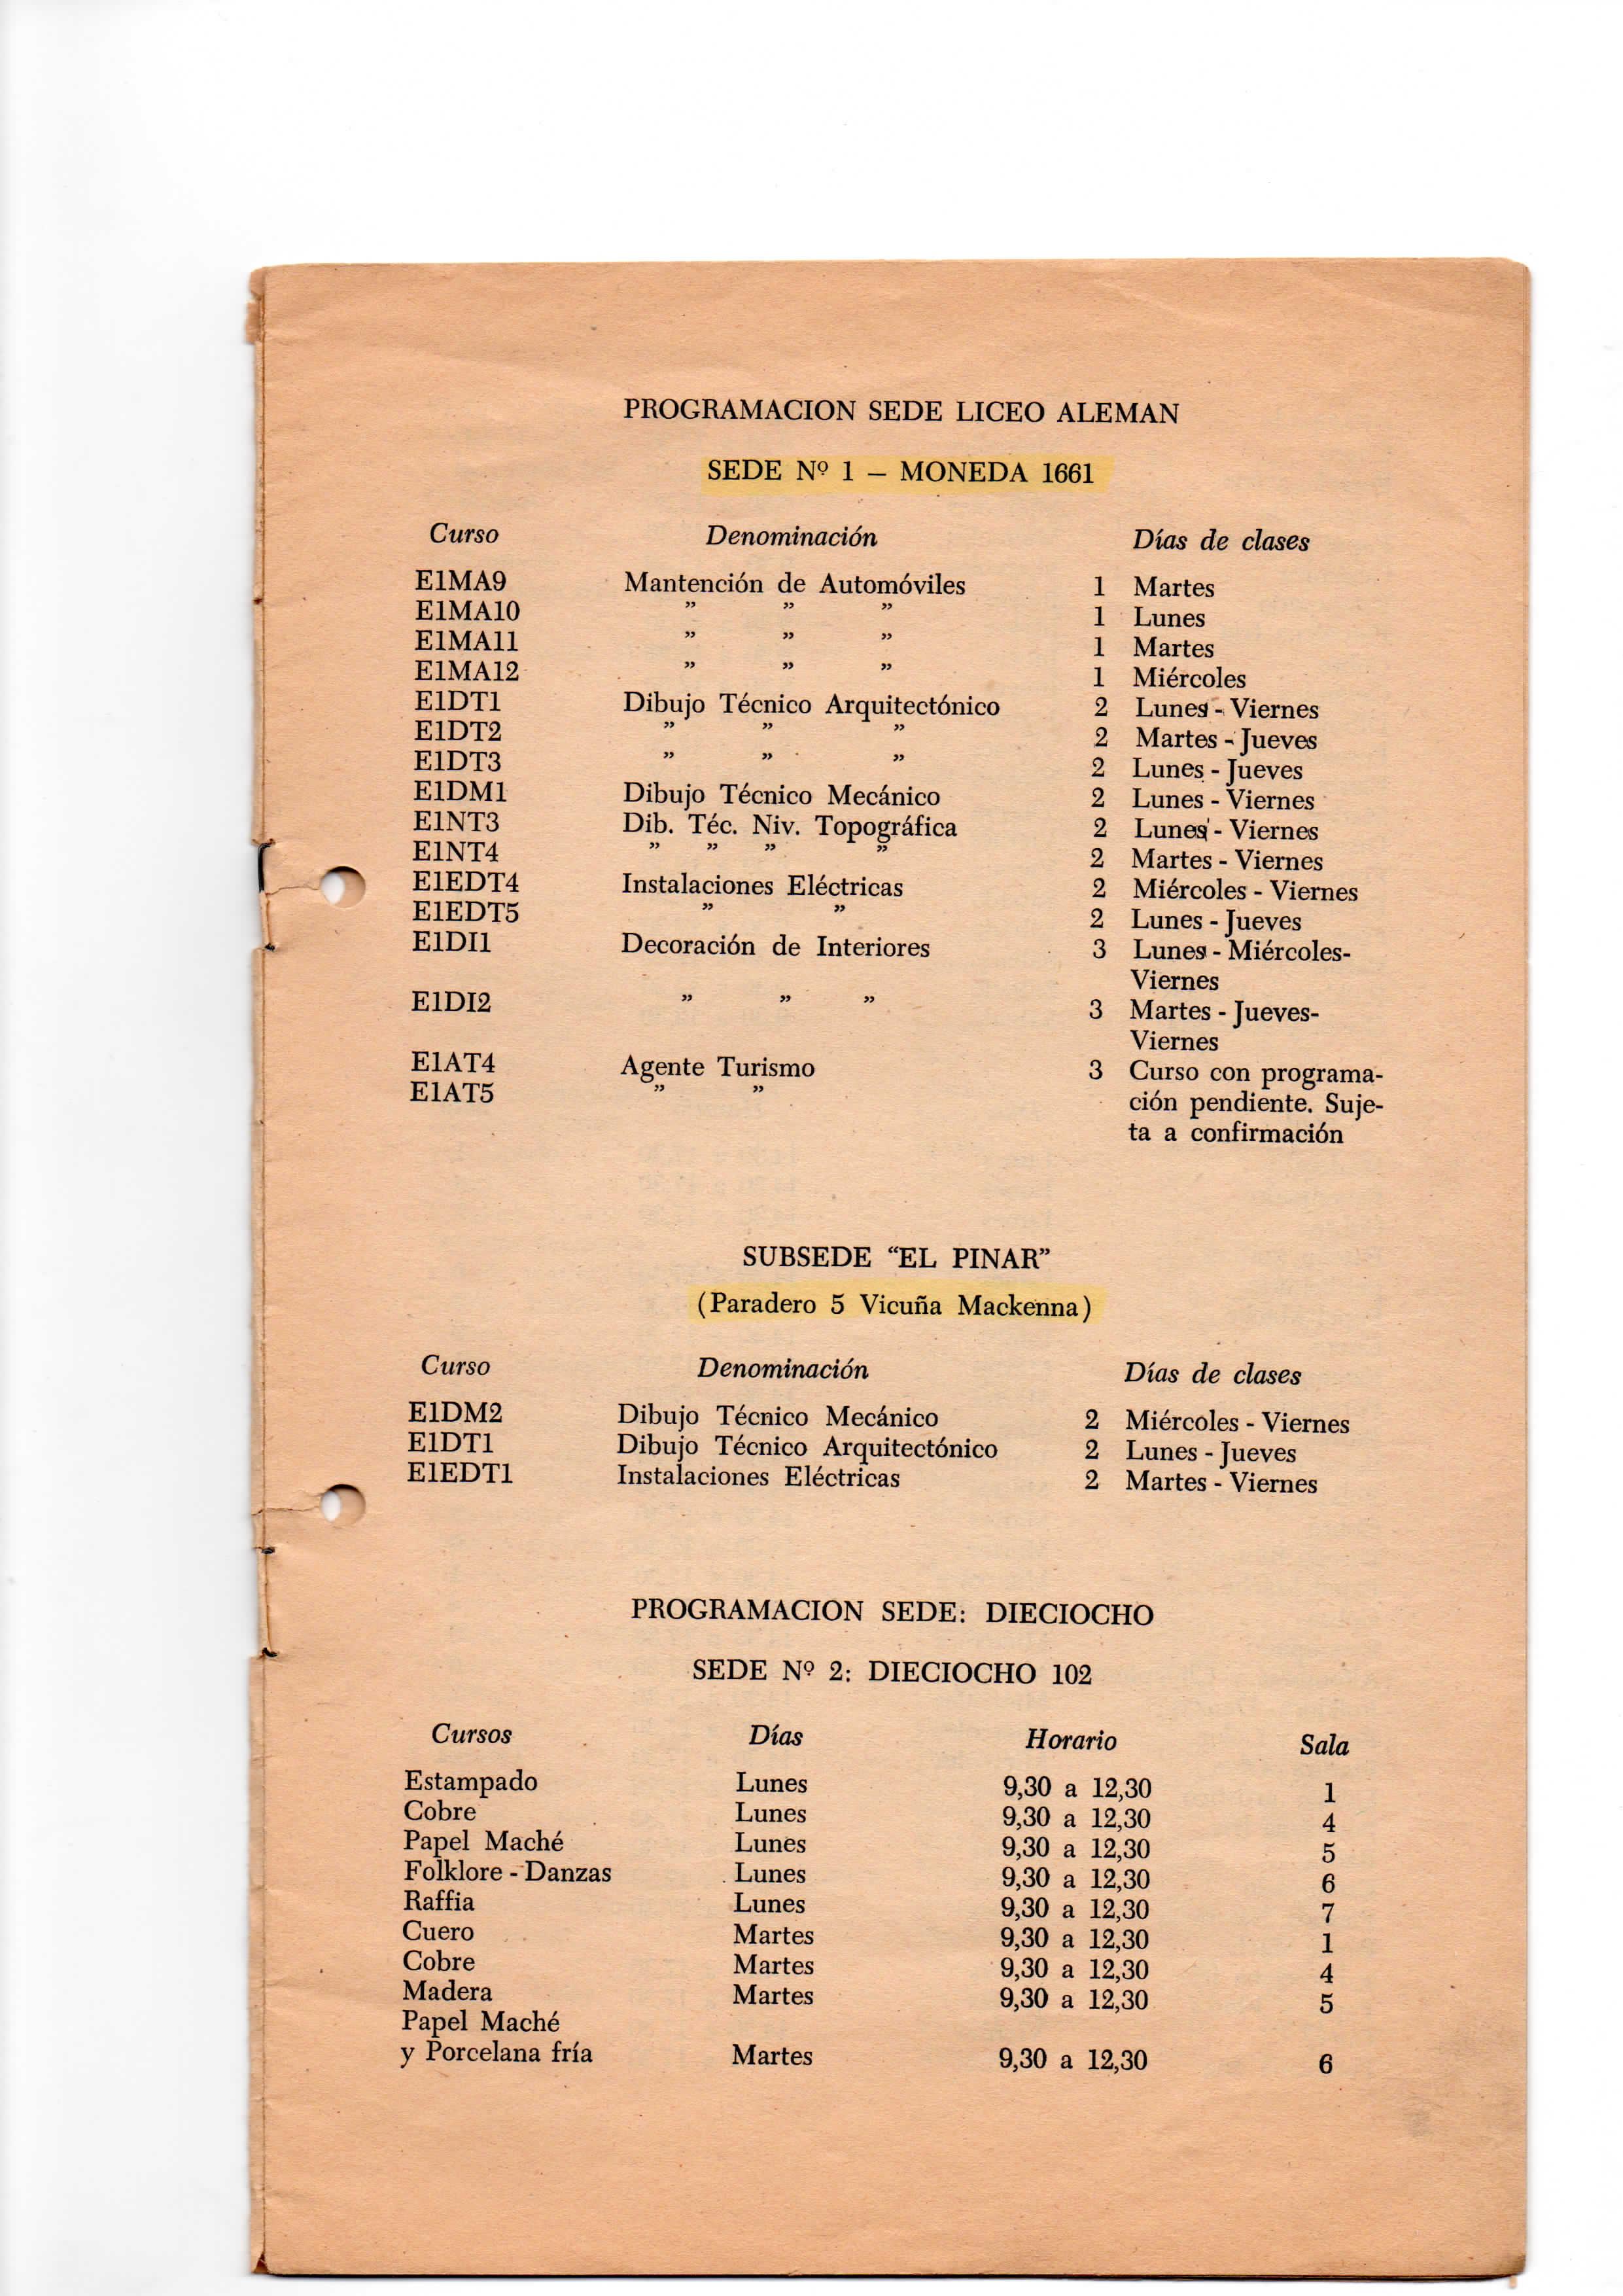 PROGRAMACION SEDE LICEO ALEMAN
SEDE Nº 1 – MONEDA 1661
Curso Denominación Días de clases
E1MA9 Mantención de Automóviles 1 Martes
E1MA10 ” ” ” 1 Lunes
E1MA11 ” ” ” 1 Martes
E1MA12 ” ” ” 1 Miércoles
E1DT1 Dibujo Técnico Arquitectónico 2 Lunes - Viernes
E1DT2 ” ” ” 2 Martes - Jueves
E1DT3 ” ” ” 2 Lunes - Jueves
E1DM1 Dibujo Técnico Mecánico 2 Lunes - Viernes
E1NT3 Dib. Téc. Niv. Topográfica 2 Lunes - Viernes
E1NT4 ” ” ” ” 2 Martes - Viernes
E1EDT4 Instalaciones Eléctricas 2 Miércoles - Viernes
E1EDT5 ” ” 2 Lunes - Jueves
E1DI1 Decoración de Interiores 3 Lunes - Miércoles-
Viernes
E1DI2 ” ” ” 3 Martes - Jueves-
Viernes
E1AT4 Agente Turismo 3 Curso con programa-
E1AT5 ” ” ción pendiente. Suje-
ta a confirmación
SUBSEDE “EL PINAR”
(Paradero 5 Vicuña Mackenna)
Curso Denominación Días de clases
E1DM2 Dibujo Técnico Mecánico 2 Miércoles - Viernes
E1DT1 Dibujo Técnico Arquitectónico 2 Lunes - Jueves
E1EDT1 Instalaciones Eléctricas 2 Martes - Viernes
PROGRAMACION SEDE: DIECIOCHO
SEDE Nº 2: DIECIOCHO 102
Cursos Días Horario Sala
Estampado Lunes 9,30 a 12,30 1
Cobre Lunes 9,30 a 12,30 4
Papel Maché Lunes 9,30 a 12,30 5
Folklore - Danzas Lunes 9,30 a 12,30 6
Raffia Lunes 9,30 a 12,30 7
Cuero Martes 9,30 a 12,30 1
Cobre Martes 9,30 a 12,30 4
Madera Martes 9,30 a 12,30 5
Papel Maché
y Porcelana fría Martes 9,30 a 12,30 6